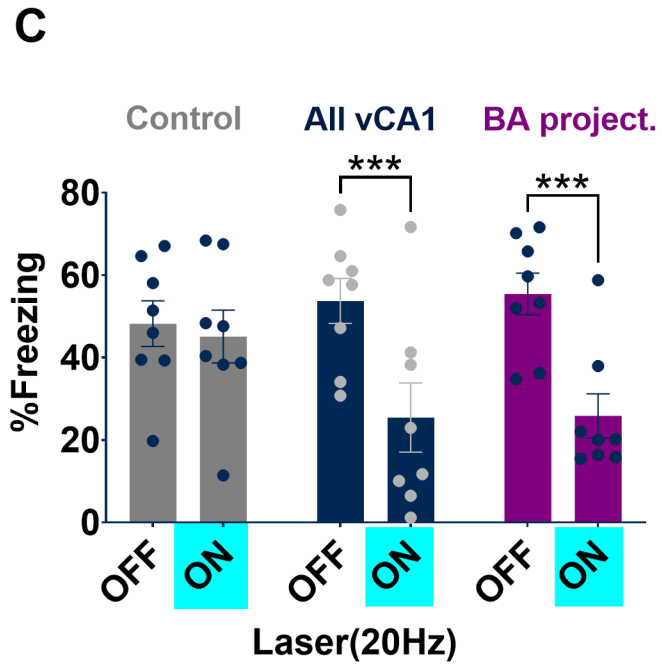 C
Control All vCA1 BA project.
*** ***
%Freezing
80
60
40
20
0
OFF ON OFF ON OFF ON
Laser(20Hz)